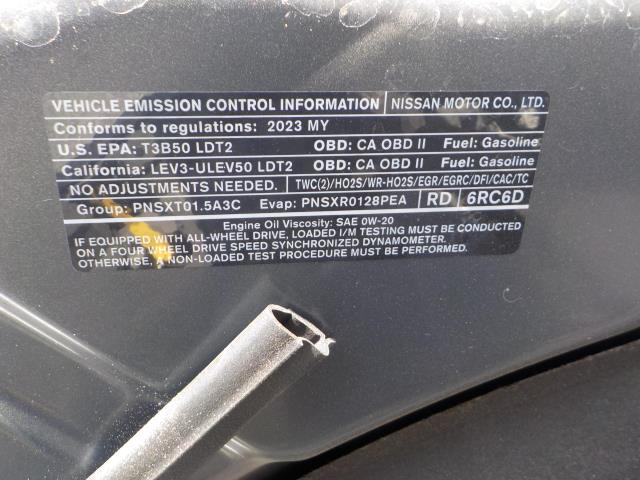 VEHICLE EMISSION CONTROL INFORMATION NISSAN MOTOR CO., LTD.
Conforms to regulations: 2023 MY
U.S. EPA: T3B50 LDT2 OBD: CA OBD II Fuel: Gasoline
California: LEV3-ULEV50 LDT2 OBD: CA OBD II Fuel: Gasoline
NO ADJUSTMENTS NEEDED. TWC(2)/HO2S/WR-HO2S/EGR/EGRC/DFI/CAC/TC
Group: PNSXT01.5A3C Evap: PNSXR0128PEA RD 6RC6D
Engine Oil Viscosity: SAE 0W-20
IF EQUIPPED WITH ALL-WHEEL DRIVE, LOADED I/M TESTING MUST BE CONDUCTED
ON A FOUR WHEEL DRIVE SPEED SYNCHRONIZED DYNAMOMETER.
OTHERWISE, A NON-LOADED TEST PROCEDURE MUST BE PERFORMED.